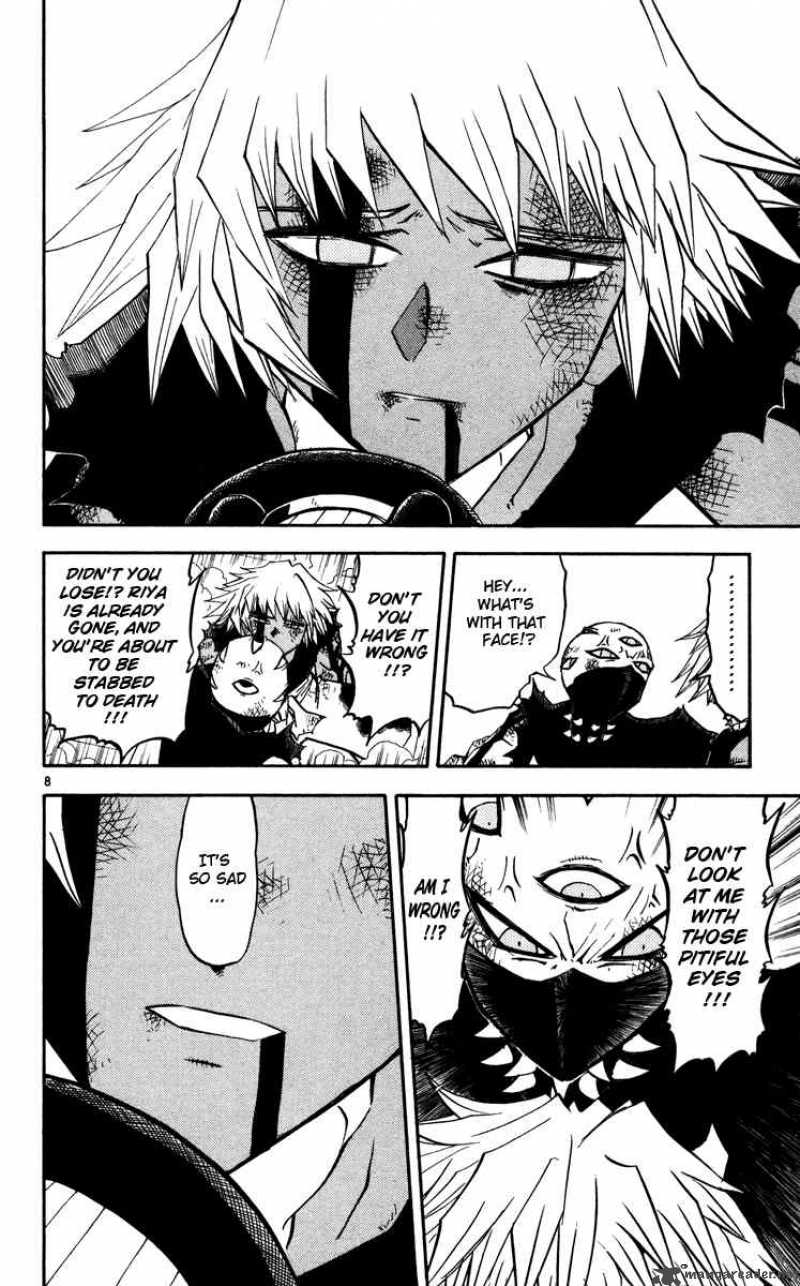 .........
HEY...
WHAT'S
WITH THAT
FACE!?
DON'T
YOU
HAVE IT
WRONG
!!?
DIDN'T YOU
LOSE!? RIYA
IS ALREADY
GONE, AND
YOU'RE ABOUT
TO BE
STABBED
TO DEATH
!!!
8
DON'T
LOOK
AT ME
WITH
THOSE
PITIFUL
EYES
!!!
AM I
WRONG
!!?
IT'S
SO SAD
...
mangareader.net